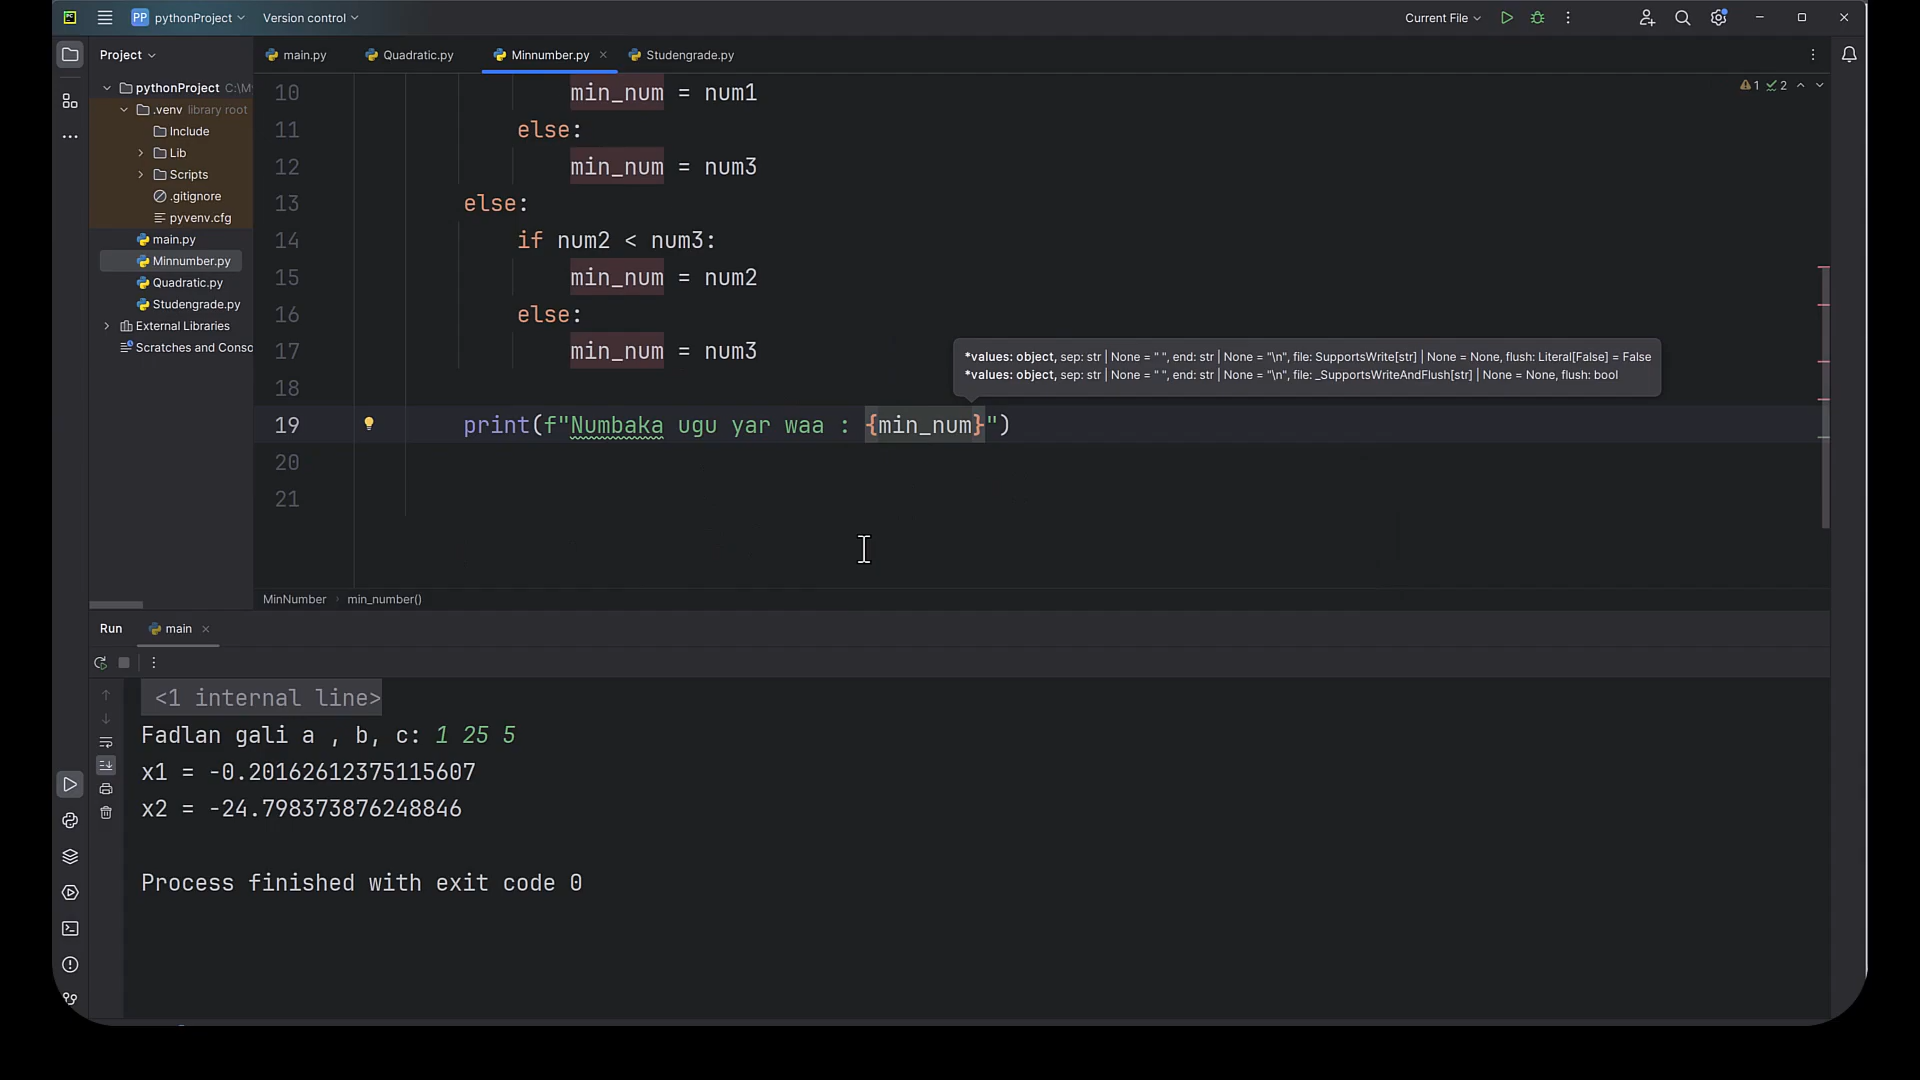 PP pythonProject Version control Current File
Project main.py Quadratic.py Minnumber.py Studengrade.py
pythonProject C:\M
.venv library root
Include
Lib
Scripts
.gitignore
pyvenv.cfg
main.py
Minnumber.py
Quadratic.py
Studengrade.py
External Libraries
Scratches and Conso
1 2
10 min_num = num1
11 else:
12 min_num = num3
13 else:
14 if num2 < num3:
15 min_num = num2
16 else:
17 min_num = num3
*values: object, sep: str | None = " ", end: str | None = "\n", file: SupportsWrite[str] | None = None, flush: Literal[False] = False
*values: object, sep: str | None = " ", end: str | None = "\n", file: _SupportsWriteAndFlush[str] | None = None, flush: bool
18
19 print(f"Numbaka ugu yar waa : {min_num}")
20
21
MinNumber › min_number()
Run main
<1 internal line>
Fadlan gali a , b, c: 1 25 5
x1 = -0.20162612375115607
x2 = -24.798373876248846
Process finished with exit code 0